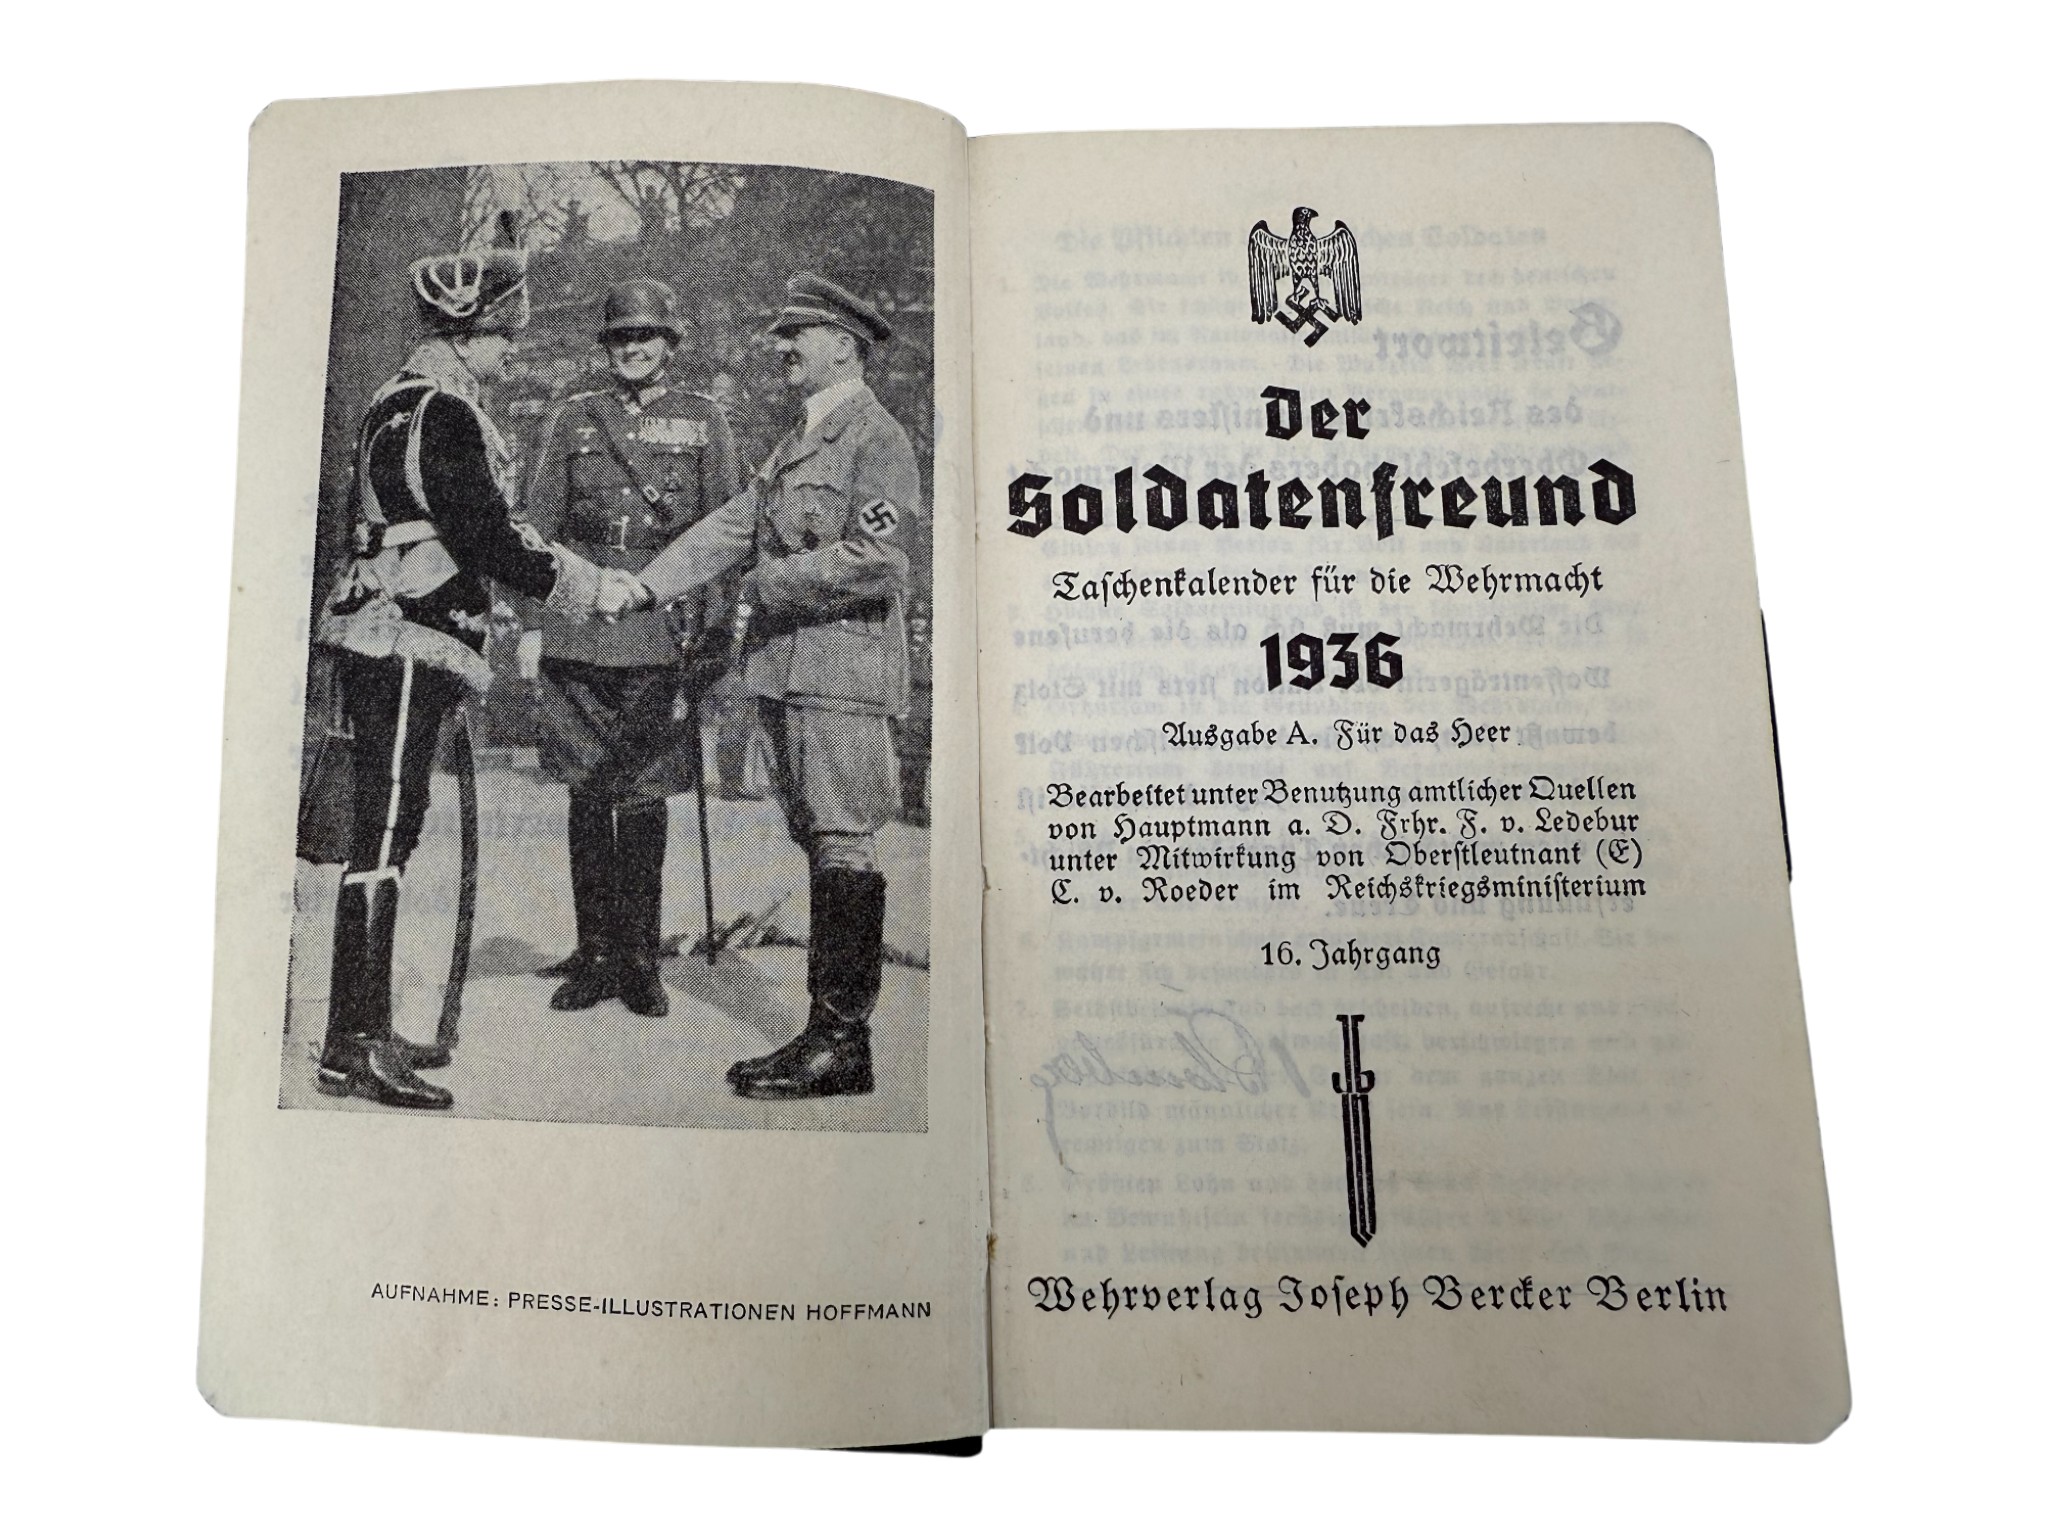 AUFNAHME: PRESSE-ILLUSTRATIONEN HOFFMANN
Der
Soldatenfreund
Taschenkalender für die Wehrmacht
1936
Ausgabe A. Für das Heer
Bearbeitet unter Benutzung amtlicher Quellen
von Hauptmann a. D. Frhr. F. v. Ledebur
unter Mitwirkung von Oberstleutnant (E)
C. v. Roeder im Reichskriegsministerium
16. Jahrgang
Wehrverlag Joseph Bercker Berlin